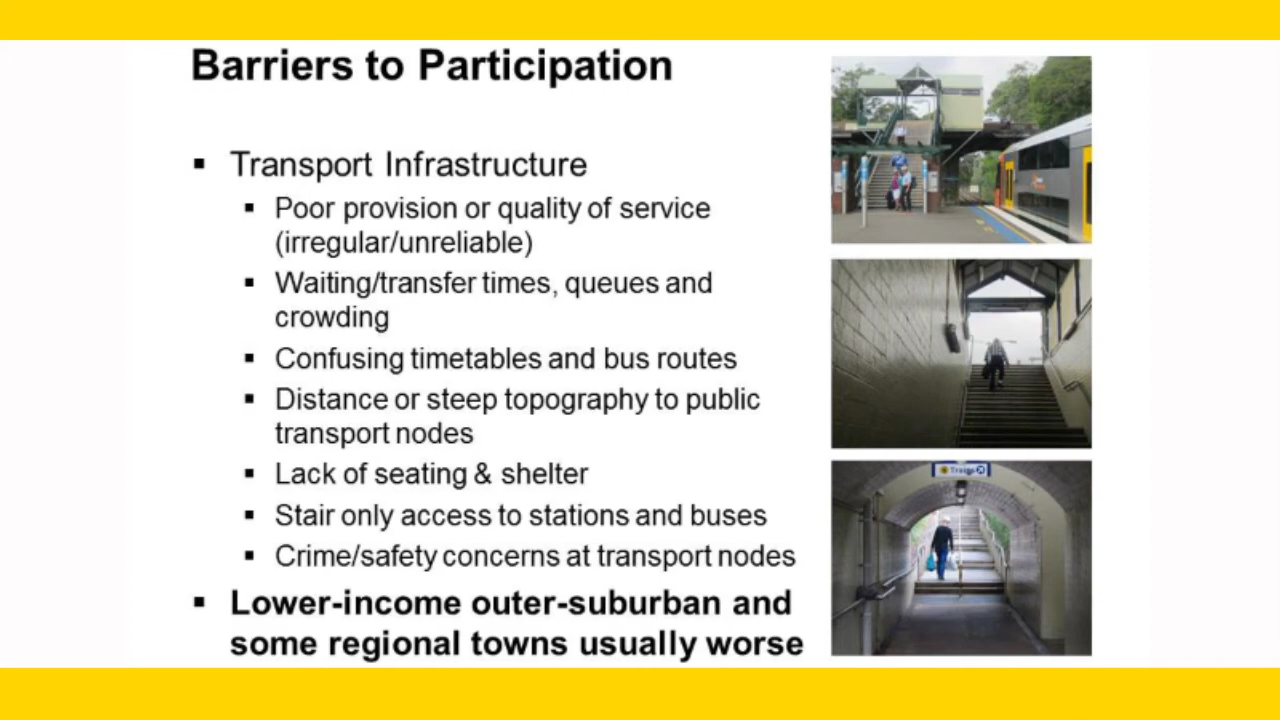 Barriers to Participation
▪ Transport Infrastructure
▪ Poor provision or quality of service
(irregular/unreliable)
▪ Waiting/transfer times, queues and
crowding
▪ Confusing timetables and bus routes
▪ Distance or steep topography to public
transport nodes
▪ Lack of seating & shelter
▪ Stair only access to stations and buses
▪ Crime/safety concerns at transport nodes
▪ Lower-income outer-suburban and
some regional towns usually worse
Trains